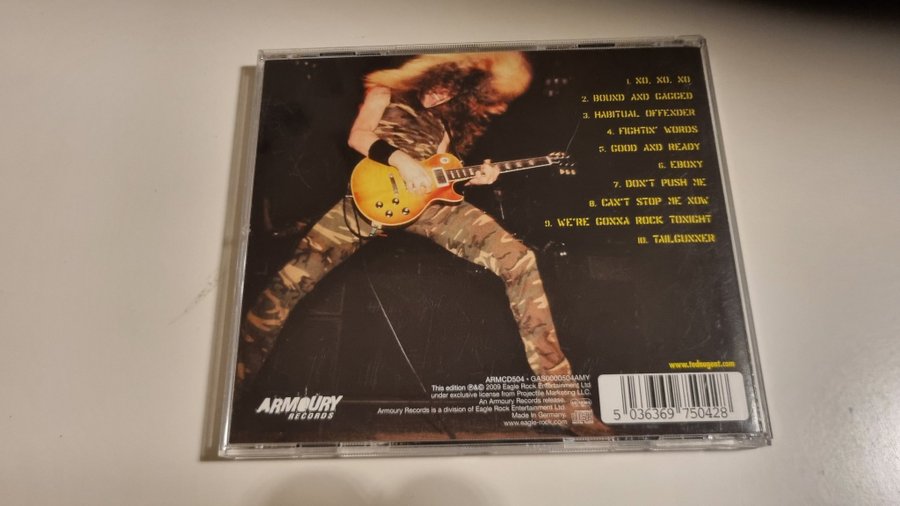 1. NO, NO, NO
2. BOUND AND GAGGED
3. HABITUAL OFFENDER
4. FIGHTIN' WORDS
5. GOOD AND READY
6. EBONY
7. DON'T PUSH ME
8. CAN'T STOP ME NOW
9. WE'RE GONNA ROCK TONIGHT
10. TAILGUNNER
www.tednugent.com
ARMCD504 • GAS0000504AMY
This edition ℗&© 2009 Eagle Rock Entertainment Ltd
under exclusive license from Projectile Marketing LLC.
An Armoury Records release.
Armoury Records is a division of Eagle Rock Entertainment Ltd.
Made in Germany.
www.eagle-rock.com
ARMOURY
RECORDS
5 036369 750428